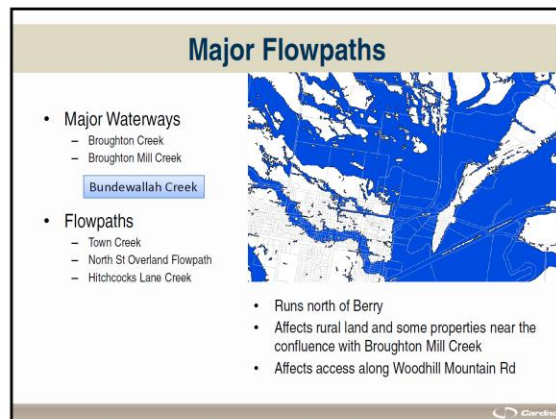 Major Flowpaths
• Major Waterways
– Broughton Creek
– Broughton Mill Creek
Bundewallah Creek
• Flowpaths
– Town Creek
– North St Overland Flowpath
– Hitchcocks Lane Creek
• Runs north of Berry
• Affects rural land and some properties near the
confluence with Broughton Mill Creek
• Affects access along Woodhill Mountain Rd
Cardno